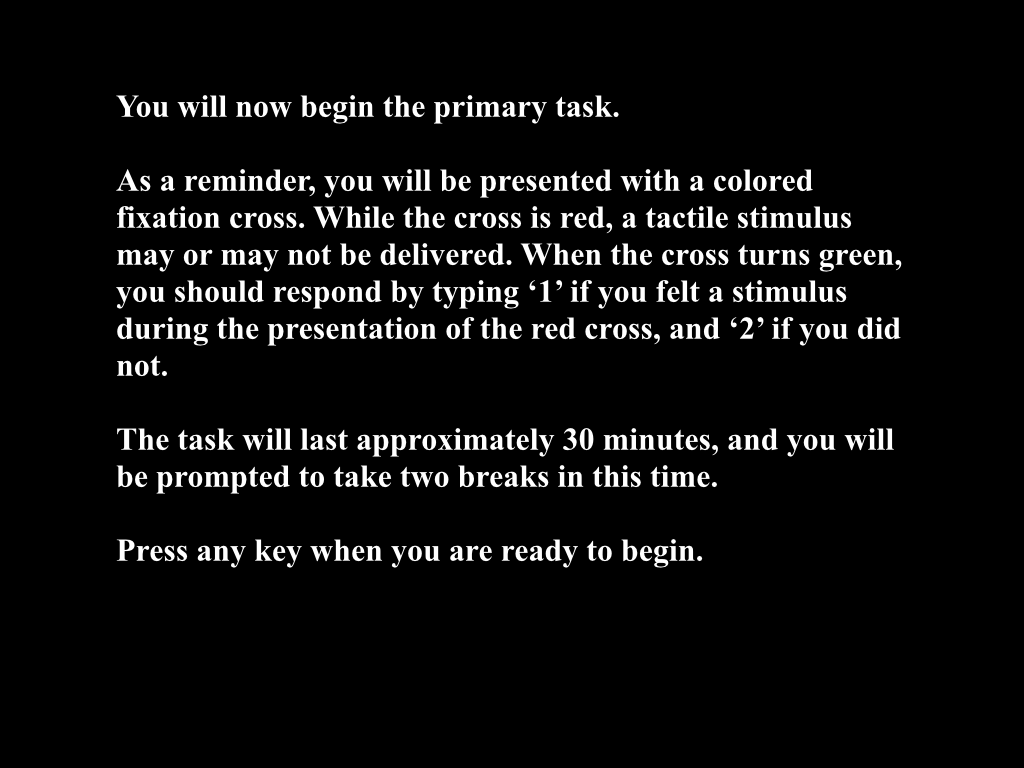 You will now begin the primary task.
As a reminder, you will be presented with a colored
fixation cross. While the cross is red, a tactile stimulus
may or may not be delivered. When the cross turns green,
you should respond by typing ‘1’ if you felt a stimulus
during the presentation of the red cross, and ‘2’ if you did
not.
The task will last approximately 30 minutes, and you will
be prompted to take two breaks in this time.
Press any key when you are ready to begin.